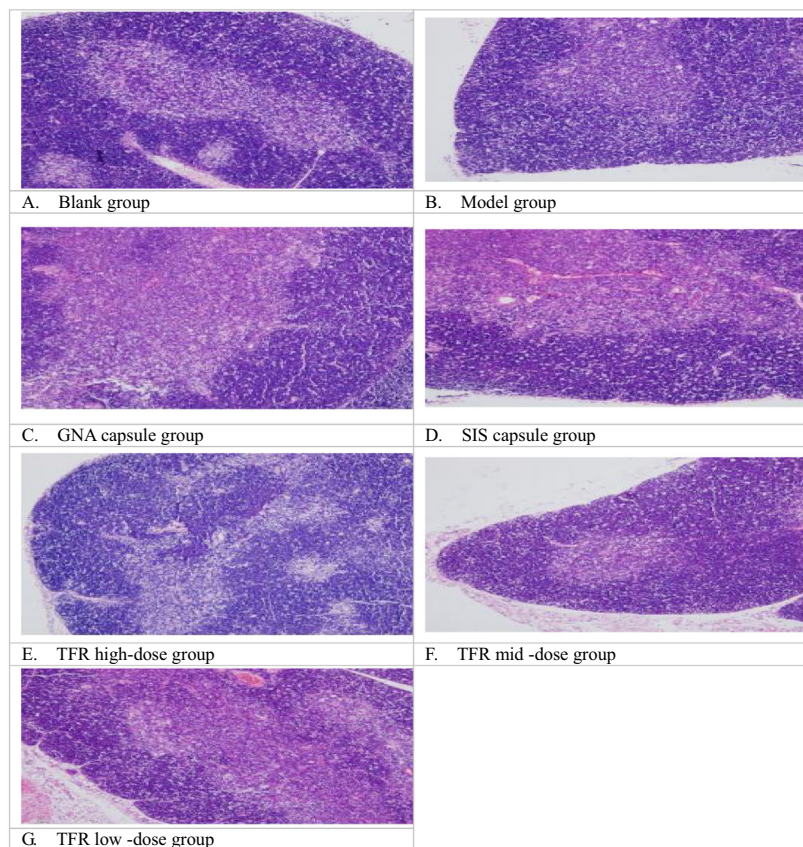 A. Blank group
B. Model group
C. GNA capsule group
D. SIS capsule group
E. TFR high-dose group
F. TFR mid -dose group
G. TFR low -dose group